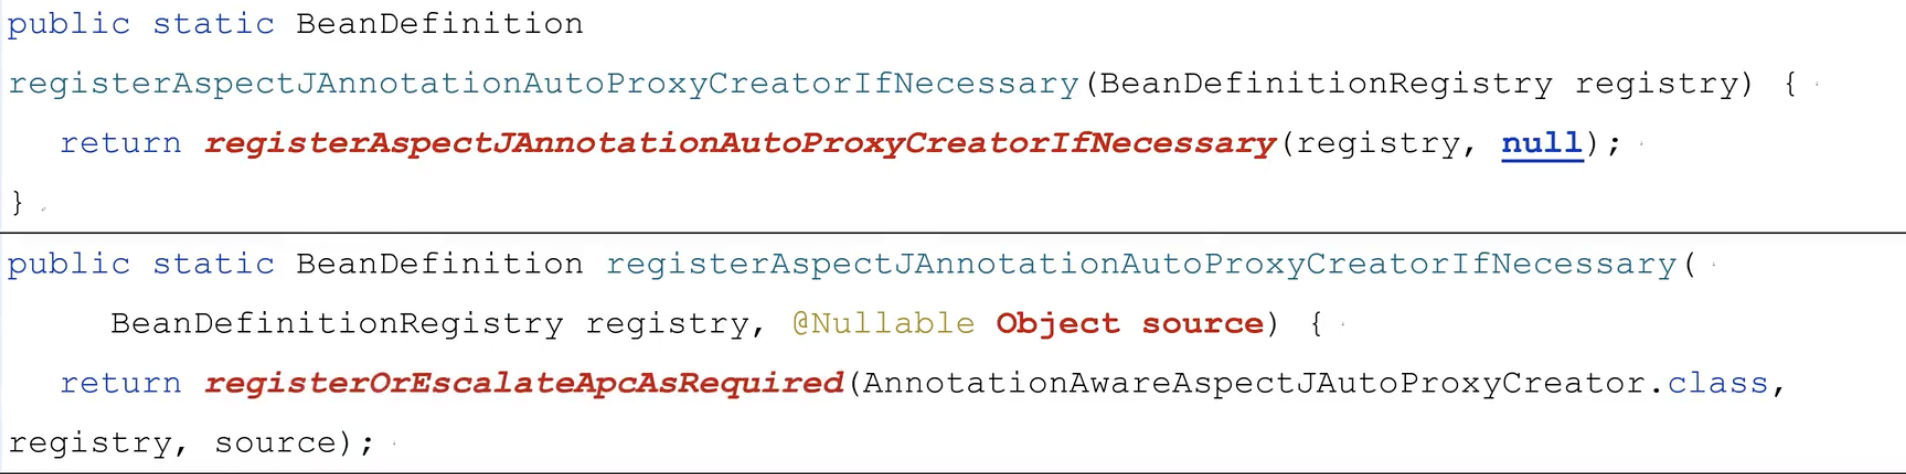 public static BeanDefinition
registerAspectJAnnotationAutoProxyCreatorIfNecessary(BeanDefinitionRegistry registry) {
return registerAspectJAnnotationAutoProxyCreatorIfNecessary(registry, null);
}
public static BeanDefinition registerAspectJAnnotationAutoProxyCreatorIfNecessary(
BeanDefinitionRegistry registry, @Nullable Object source) {
return registerOrEscalateApcAsRequired(AnnotationAwareAspectJAutoProxyCreator.class,
registry, source);